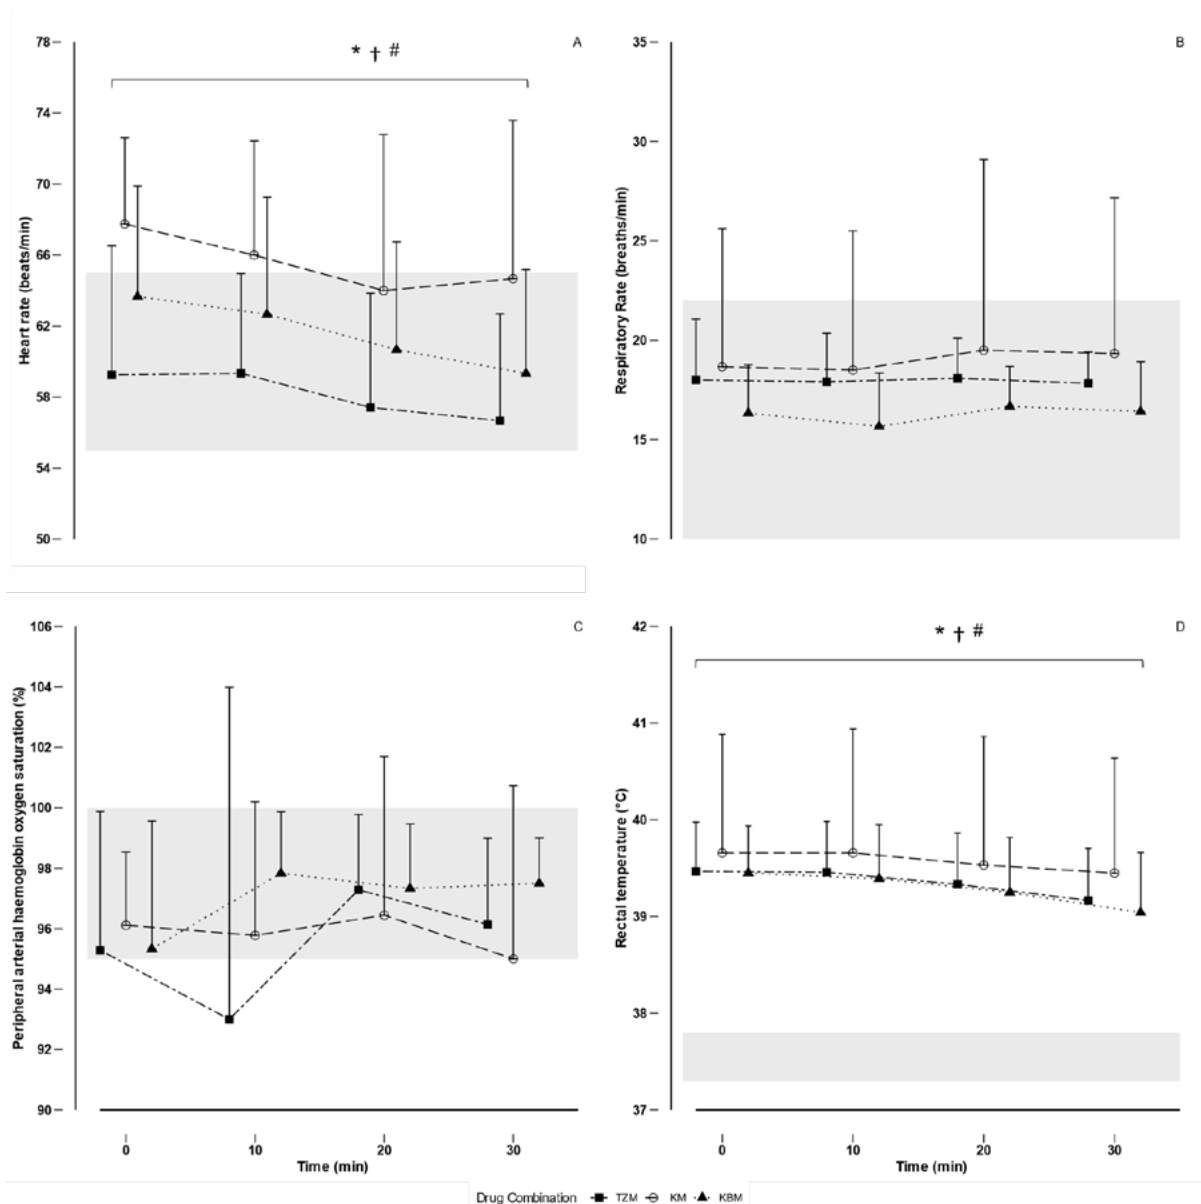 A
* † #
78
74
70
66
62
58
54
50
Heart rate (beats/min)
B
35
30
25
20
15
10
Respiratory Rate (breaths/min)
C
106
104
102
100
98
96
94
92
90
Peripheral arterial haemoglobin oxygen saturation (%)
0 10 20 30
Time (min)
D
* † #
42
41
40
39
38
37
Rectal temperature (°C)
0 10 20 30
Time (min)
Drug Combination TZM KM KBM